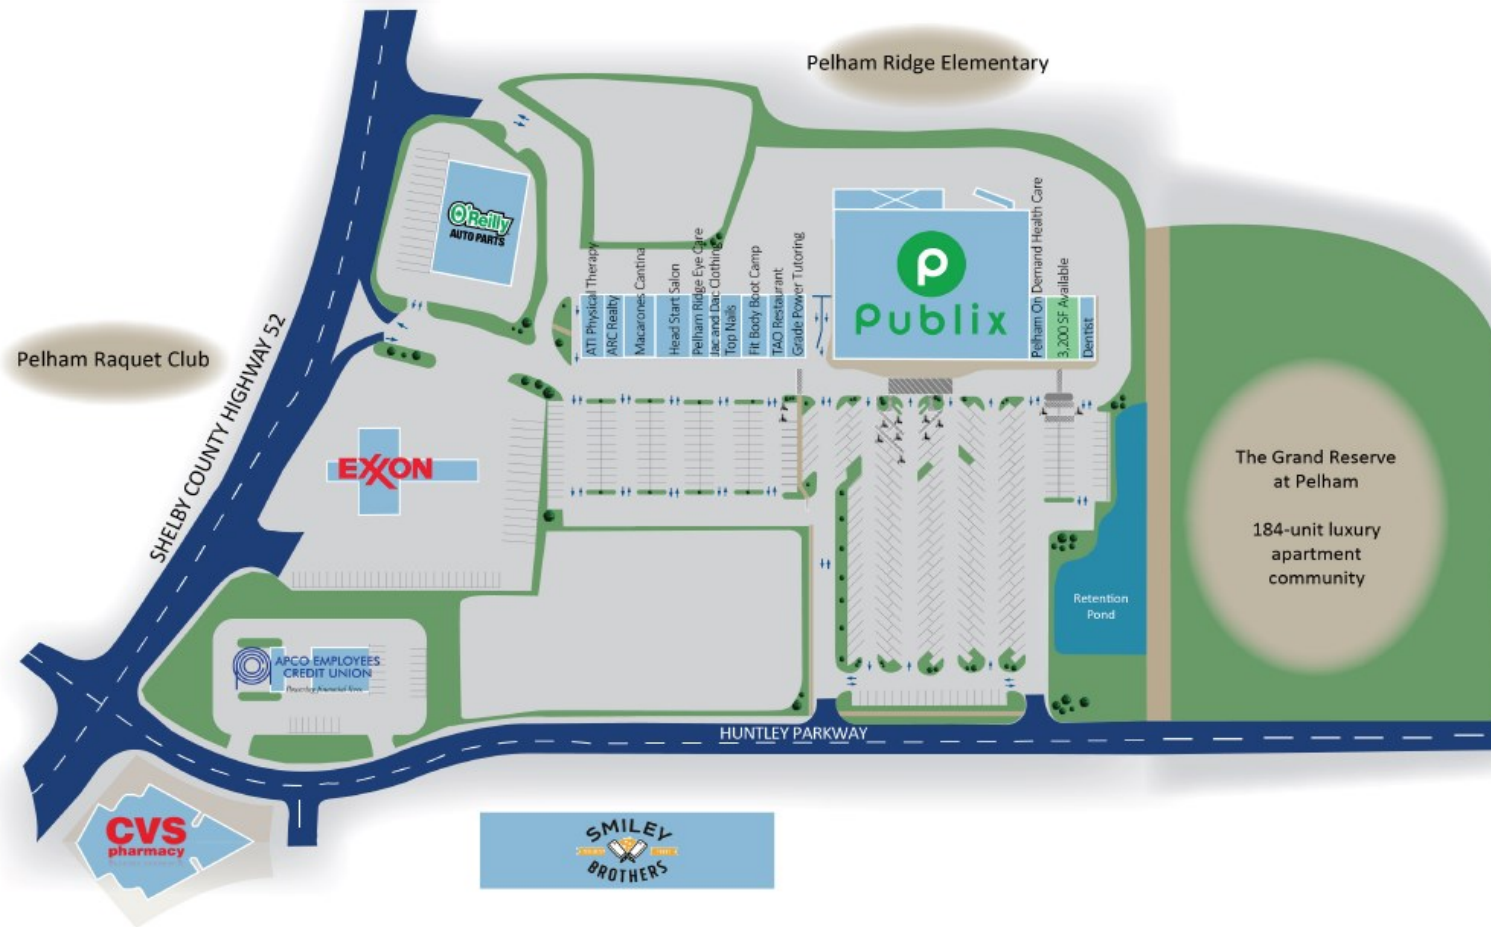 Pelham Ridge Elementary
O'Reilly
AUTO PARTS
Pelham Raquet Club
SHELBY COUNTY HIGHWAY 52
ATI Physical Therapy
ARC Realty
Macarones Cantina
Head Start Salon
Pelham Ridge Eye Care
Jac and Dac Clothing
Top Nails
Fit Body Boot Camp
TAO Restaurant
Grade Power Tutoring
P
Publix
Pelham On Demand Health Care
3,200 SF Available
Dentist
EXXON
The Grand Reserve
at Pelham
184-unit luxury
apartment
community
Retention
Pond
APCO EMPLOYEES
CREDIT UNION
HUNTLEY PARKWAY
CVS
pharmacy
SMILEY
BROTHERS